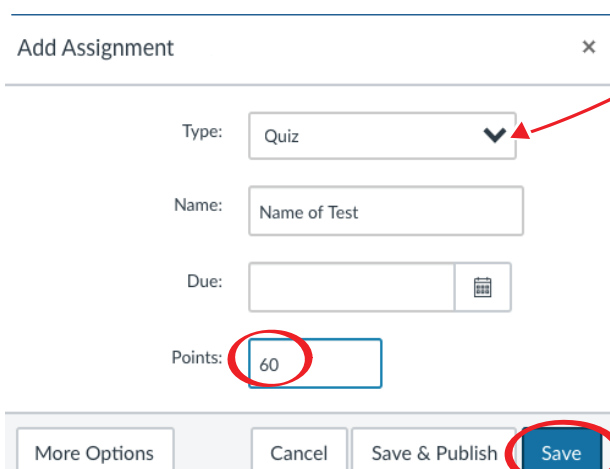 Add Assignment ×
Type: Quiz
Name: Name of Test
Due:
Points: 60
More Options Cancel Save & Publish Save